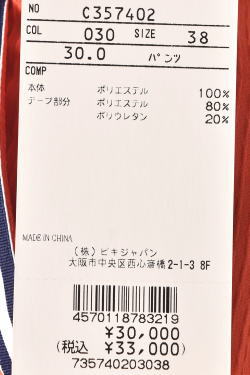 NO C357402
COL 030 SIZE 38
30.0 パンツ
COMP
本体 ポリエステル 100%
テープ部分 ポリエステル 80%
ポリウレタン 20%
MADE IN CHINA
(株)ピキジャパン
大阪市中央区西心斎橋2-1-3 8F
4570118783219
¥30,000
(税込 ¥33,000)
735740203038